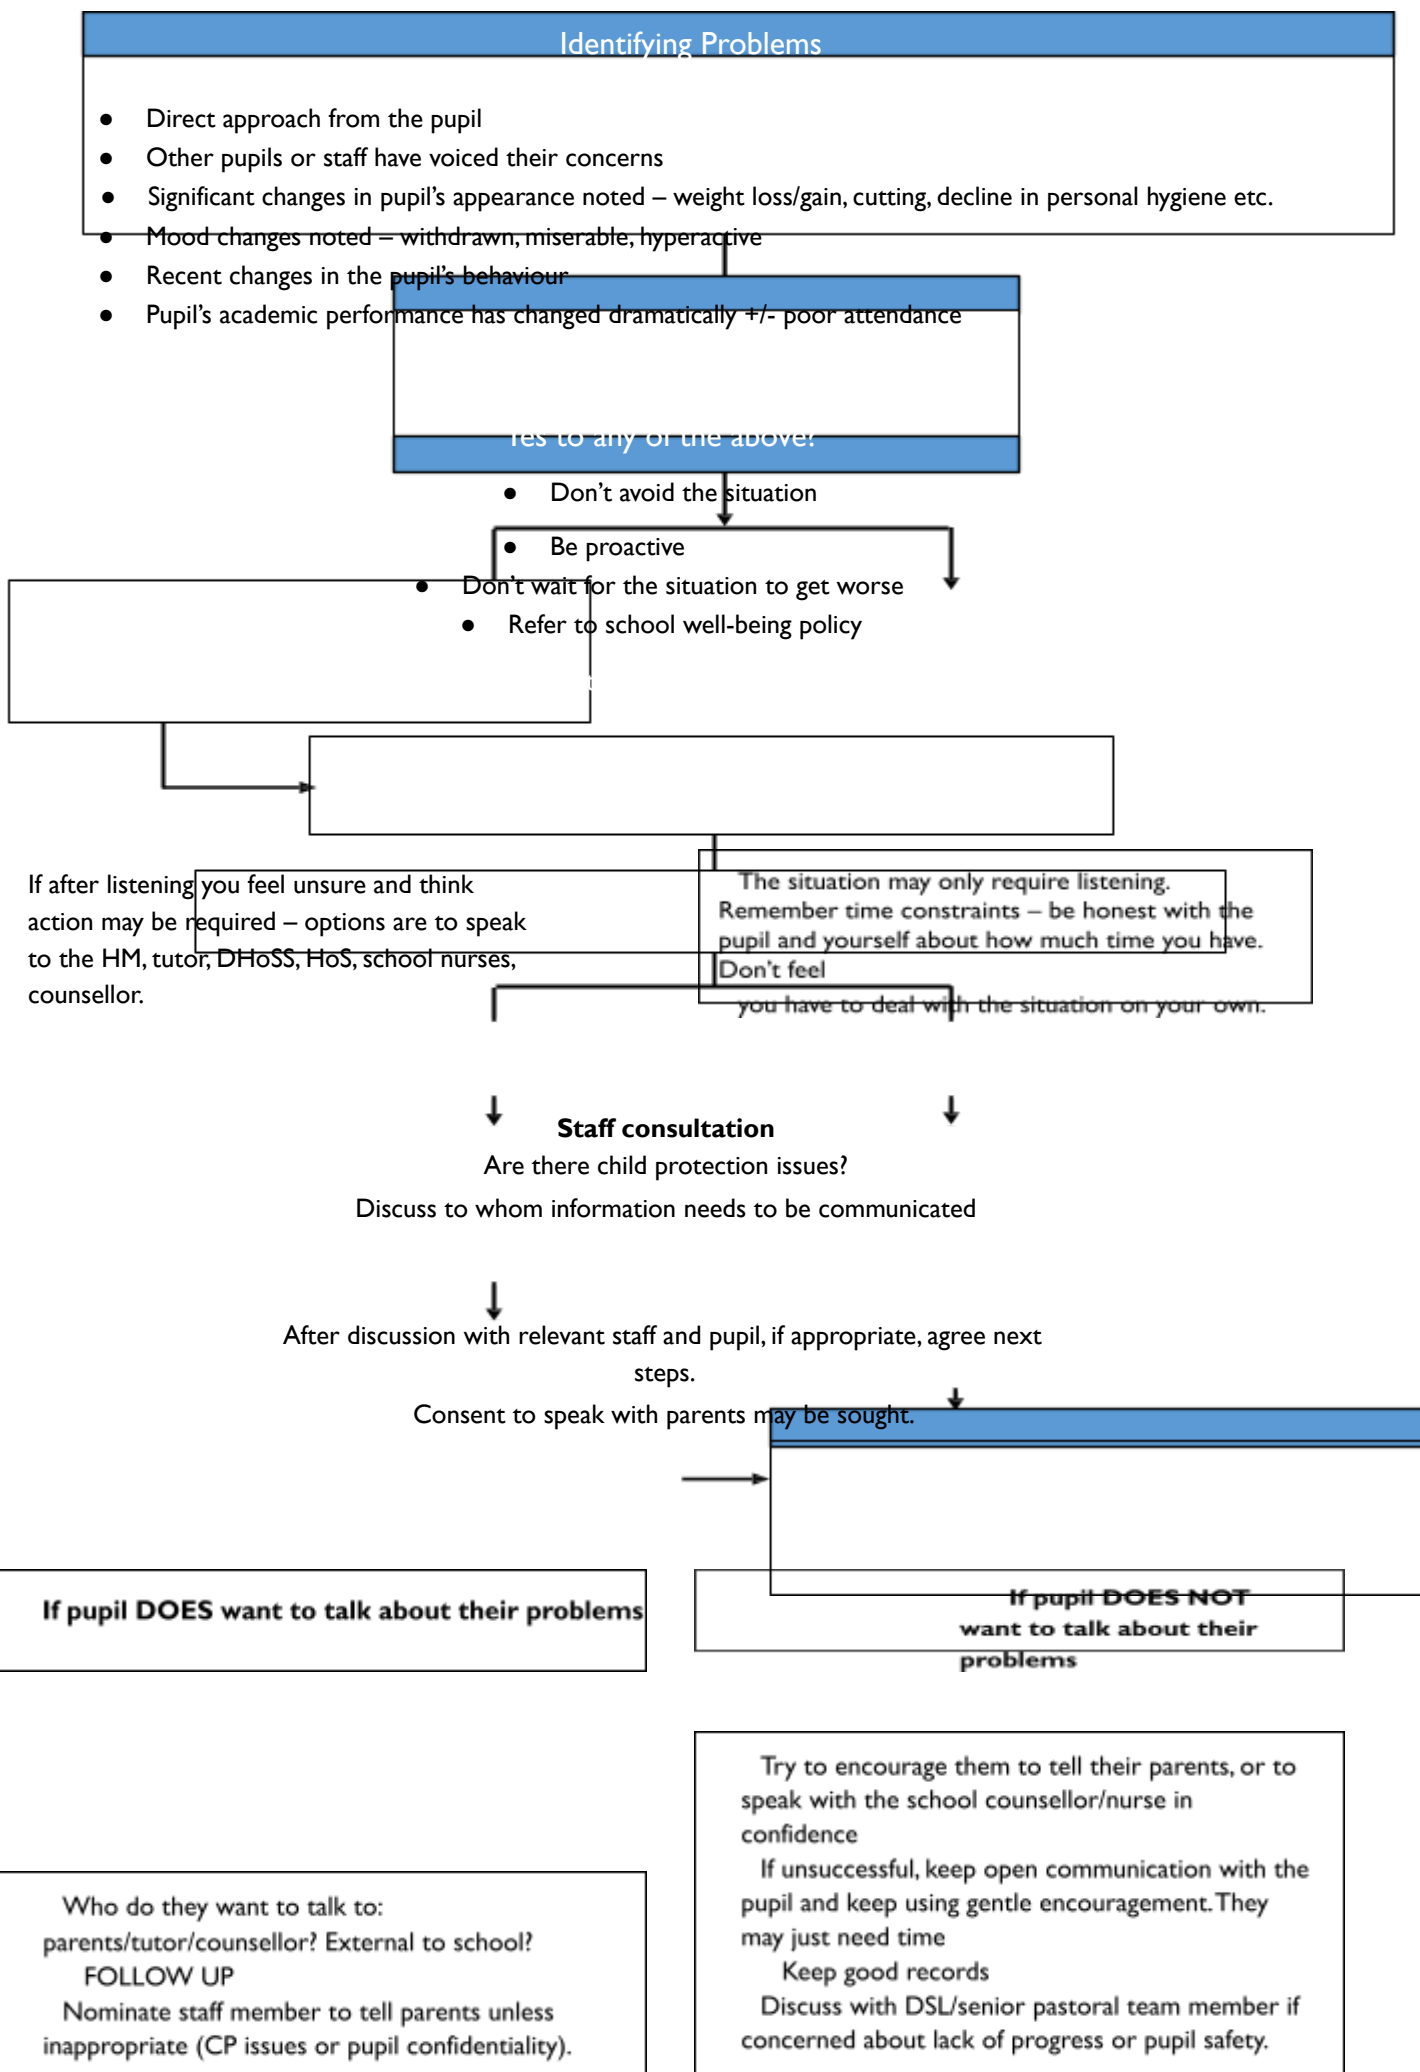 Identifying Problems
● Direct approach from the pupil
● Other pupils or staff have voiced their concerns
● Significant changes in pupil’s appearance noted – weight loss/gain, cutting, decline in personal hygiene etc.
● Mood changes noted – withdrawn, miserable, hyperactive
● Recent changes in the pupil’s behaviour
● Pupil’s academic performance has changed dramatically +/- poor attendance
Yes to any of the above?
● Don’t avoid the situation
● Be proactive
● Don’t wait for the situation to get worse
● Refer to school well-being policy
If after listening you feel unsure and think
action may be required – options are to speak
to the HM, tutor, DHoSS, HoS, school nurses,
counsellor.
The situation may only require listening.
Remember time constraints – be honest with the
pupil and yourself about how much time you have.
Don’t feel
you have to deal with the situation on your own.
Staff consultation
Are there child protection issues?
Discuss to whom information needs to be communicated
After discussion with relevant staff and pupil, if appropriate, agree next
steps.
Consent to speak with parents may be sought.
If pupil DOES want to talk about their problems
If pupil DOES NOT
want to talk about their
problems
Try to encourage them to tell their parents, or to
speak with the school counsellor/nurse in
confidence
If unsuccessful, keep open communication with the
pupil and keep using gentle encouragement. They
may just need time
Keep good records
Discuss with DSL/senior pastoral team member if
concerned about lack of progress or pupil safety.
Who do they want to talk to:
parents/tutor/counsellor? External to school?
FOLLOW UP
Nominate staff member to tell parents unless
inappropriate (CP issues or pupil confidentiality).